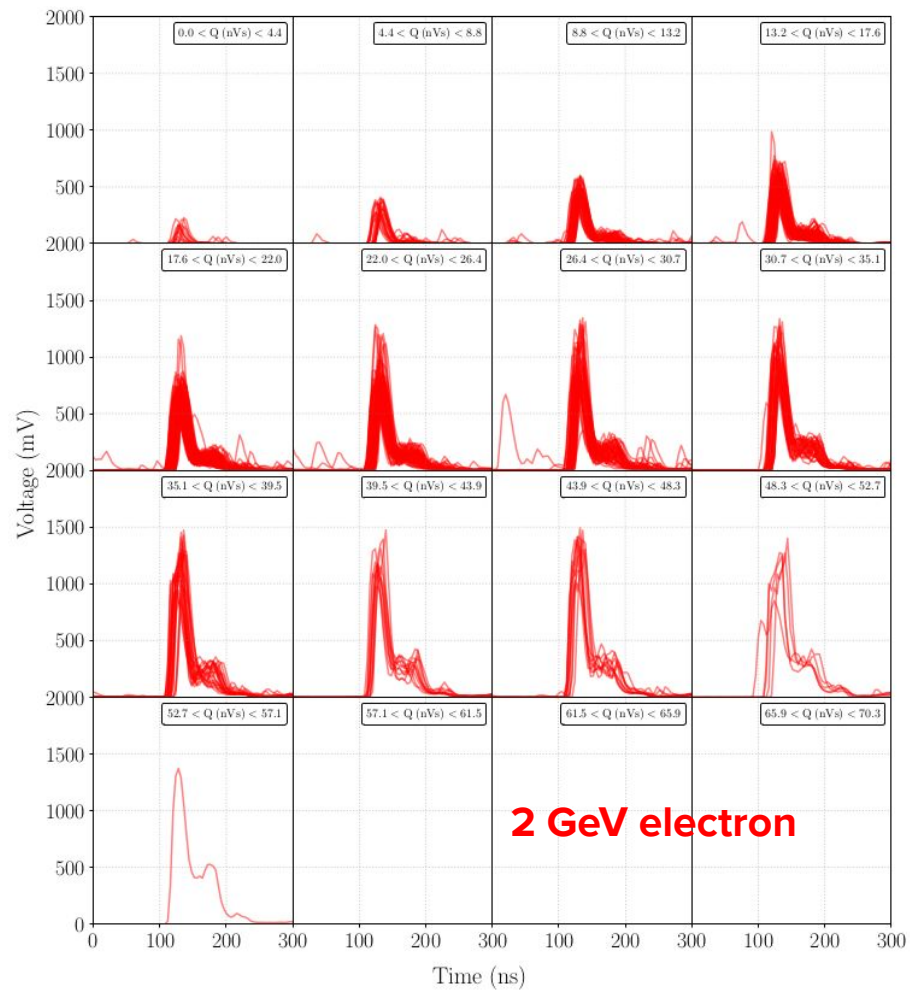 2000
0.0 < Q (nVs) < 4.4
4.4 < Q (nVs) < 8.8
8.8 < Q (nVs) < 13.2
13.2 < Q (nVs) < 17.6
1500
1000
500
2000
17.6 < Q (nVs) < 22.0
22.0 < Q (nVs) < 26.4
26.4 < Q (nVs) < 30.7
30.7 < Q (nVs) < 35.1
1500
1000
500
2000
35.1 < Q (nVs) < 39.5
39.5 < Q (nVs) < 43.9
43.9 < Q (nVs) < 48.3
48.3 < Q (nVs) < 52.7
1500
1000
500
2000
52.7 < Q (nVs) < 57.1
57.1 < Q (nVs) < 61.5
61.5 < Q (nVs) < 65.9
65.9 < Q (nVs) < 70.3
1500
1000
500
0
2 GeV electron
Voltage (mV)
0 100 200 300 100 200 300 100 200 300 100 200 300
Time (ns)